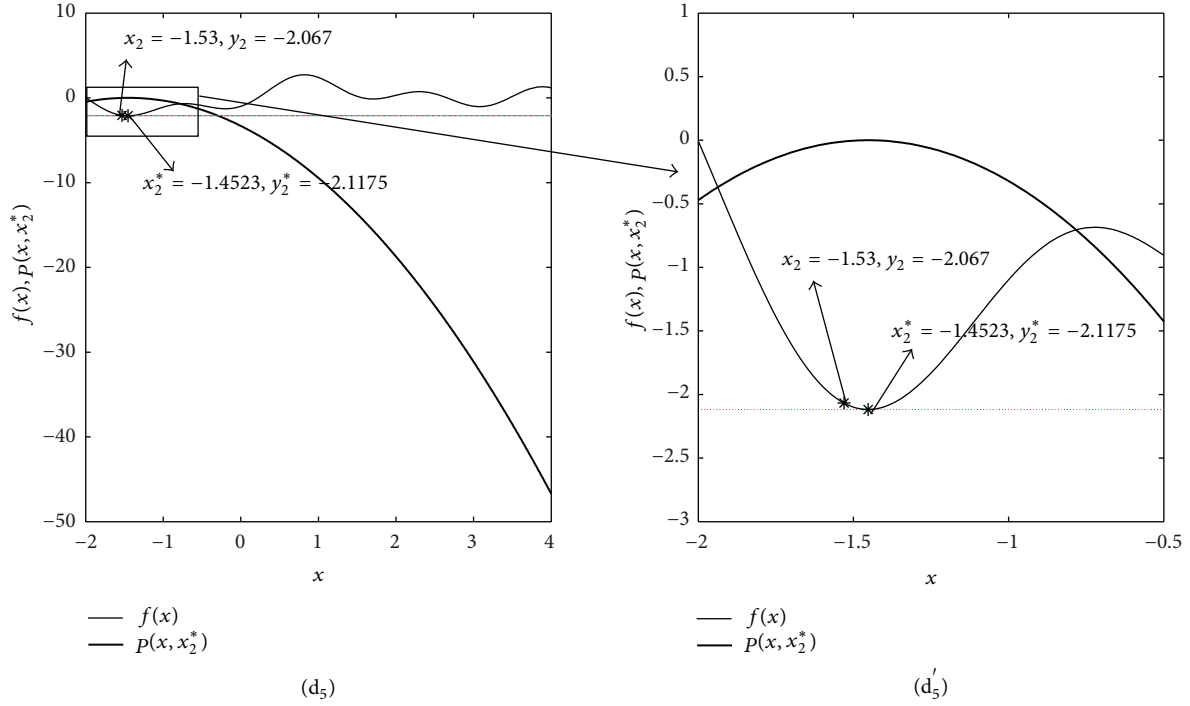 10
0
−10
−20
−30
−40
−50
−2
−1
0
1
2
3
4
x
f(x), P(x, x₂*)
x₂ = −1.53, y₂ = −2.067
x₂* = −1.4523, y₂* = −2.1175
f(x)
P(x, x₂*)
(d₅)
1
0.5
0
−0.5
−1
−1.5
−2
−2.5
−3
−2
−1.5
−1
−0.5
x
f(x), P(x, x₂*)
x₂ = −1.53, y₂ = −2.067
x₂* = −1.4523, y₂* = −2.1175
f(x)
P(x, x₂*)
(d₅′)